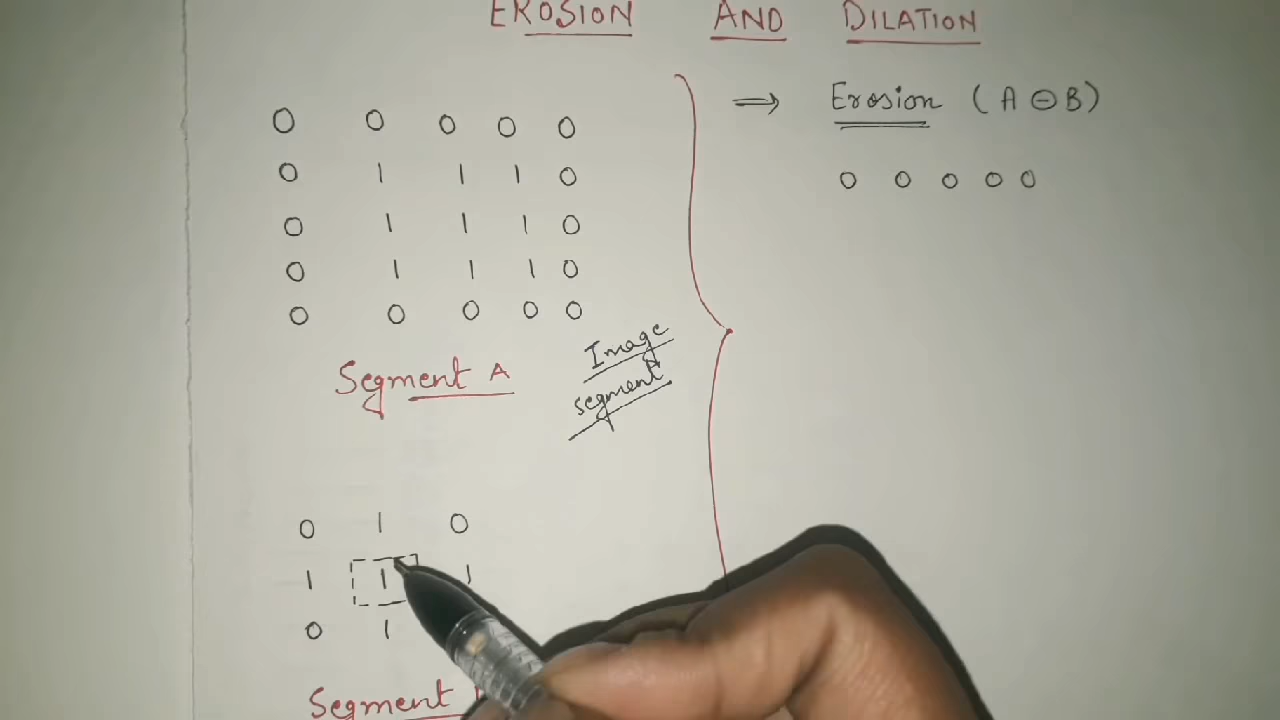 EROSION AND DILATION
⇒ Erosion (A ⊖ B)
0 0 0 0 0
0 0 0 0 0
0 1 1 1 0
0 1 1 1 0
0 1 1 1 0
0 0 0 0 0
Segment A
Image
segment
0 1 0
1 1 1
0 1
Segment